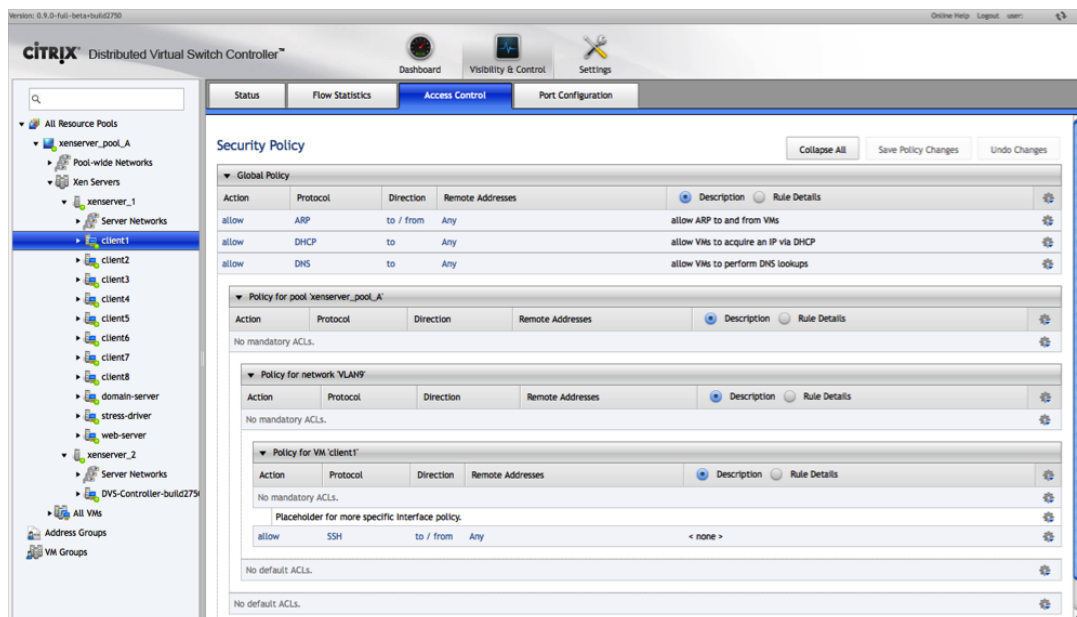 Version: 0.9.0-full-beta+build2750
Online Help Logout user:
CITRIX Distributed Virtual Switch Controller™
Dashboard Visibility & Control Settings
Status Flow Statistics Access Control Port Configuration
All Resource Pools
xenserver_pool_A
Pool-wide Networks
Xen Servers
xenserver_1
Server Networks
client1
client2
client3
client4
client5
client6
client7
client8
domain-server
stress-driver
web-server
xenserver_2
Server Networks
DVS-Controller-build2750
All VMs
Address Groups
VM Groups
Security Policy
Collapse All Save Policy Changes Undo Changes
Global Policy
Action Protocol Direction Remote Addresses Description Rule Details
allow ARP to / from Any allow ARP to and from VMs
allow DHCP to Any allow VMs to acquire an IP via DHCP
allow DNS to Any allow VMs to perform DNS lookups
Policy for pool 'xenserver_pool_A'
Action Protocol Direction Remote Addresses Description Rule Details
No mandatory ACLs.
Policy for network 'VLAN9'
Action Protocol Direction Remote Addresses Description Rule Details
No mandatory ACLs.
Policy for VM 'client1'
Action Protocol Direction Remote Addresses Description Rule Details
No mandatory ACLs.
Placeholder for more specific interface policy.
allow SSH to / from Any < none >
No default ACLs.
No default ACLs.